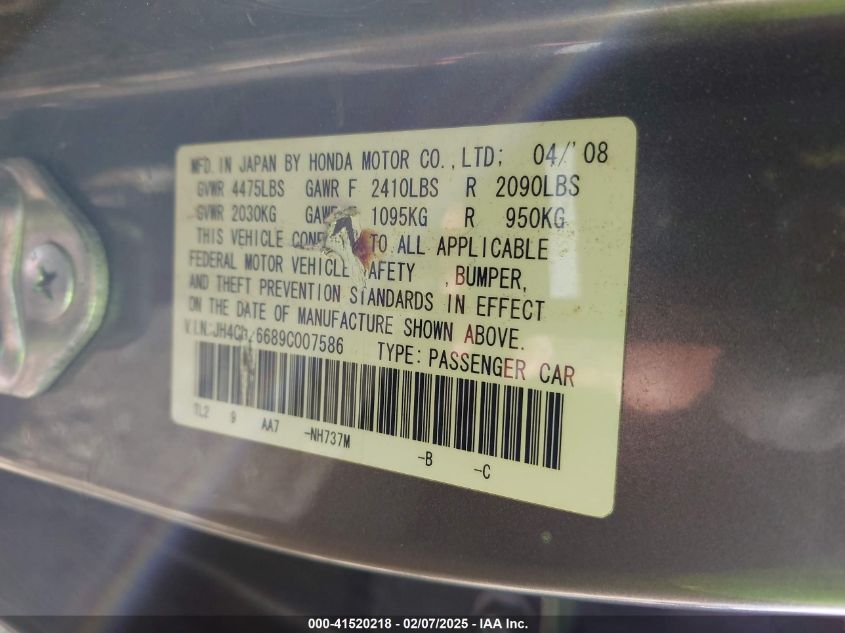 MFD. IN JAPAN BY HONDA MOTOR CO., LTD; 04/'08
GVWR 4475LBS GAWR F 2410LBS R 2090LBS
GVWR 2030KG 1095KG R 950KG
THIS VEHICLE TO ALL APPLICABLE
FEDERAL MOTOR VEHICLE SAFETY , BUMPER,
AND THEFT PREVENTION STANDARDS IN EFFECT
ON THE DATE OF MANUFACTURE SHOWN ABOVE.
V.I.N: TYPE: PASSENGER CAR
TL2 9 AA7 -NH737M -B -C
000-41520218 - 02/07/2025 - IAA Inc.